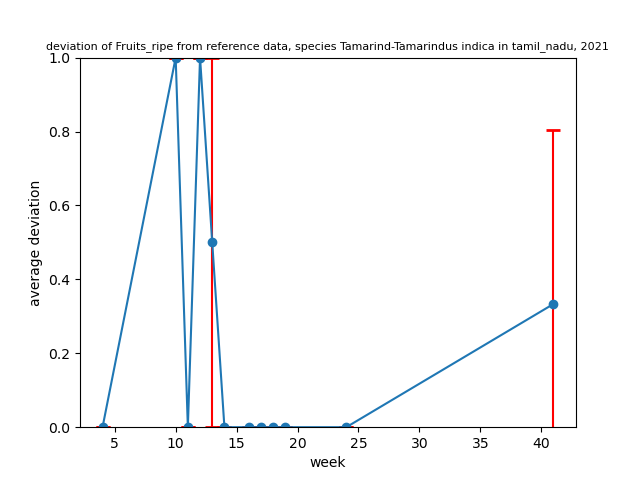 deviation of Fruits_ripe from reference data, species Tamarind-Tamarindus indica in tamil_nadu, 2021
1.0
0.8
0.6
0.4
0.2
0.0
average deviation
5 10 15 20 25 30 35 40
week